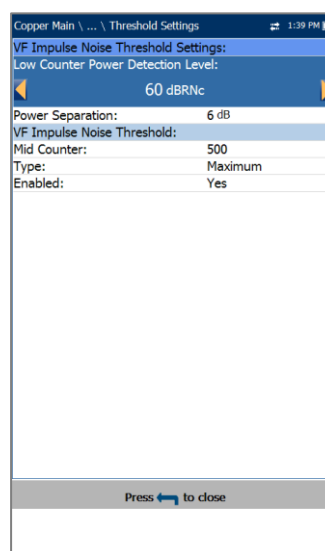 Copper Main \ ... \ Threshold Settings 1:39 PM
VF Impulse Noise Threshold Settings:
Low Counter Power Detection Level:
60 dBRNc
Power Separation: 6 dB
VF Impulse Noise Threshold:
Mid Counter: 500
Type: Maximum
Enabled: Yes
Press to close